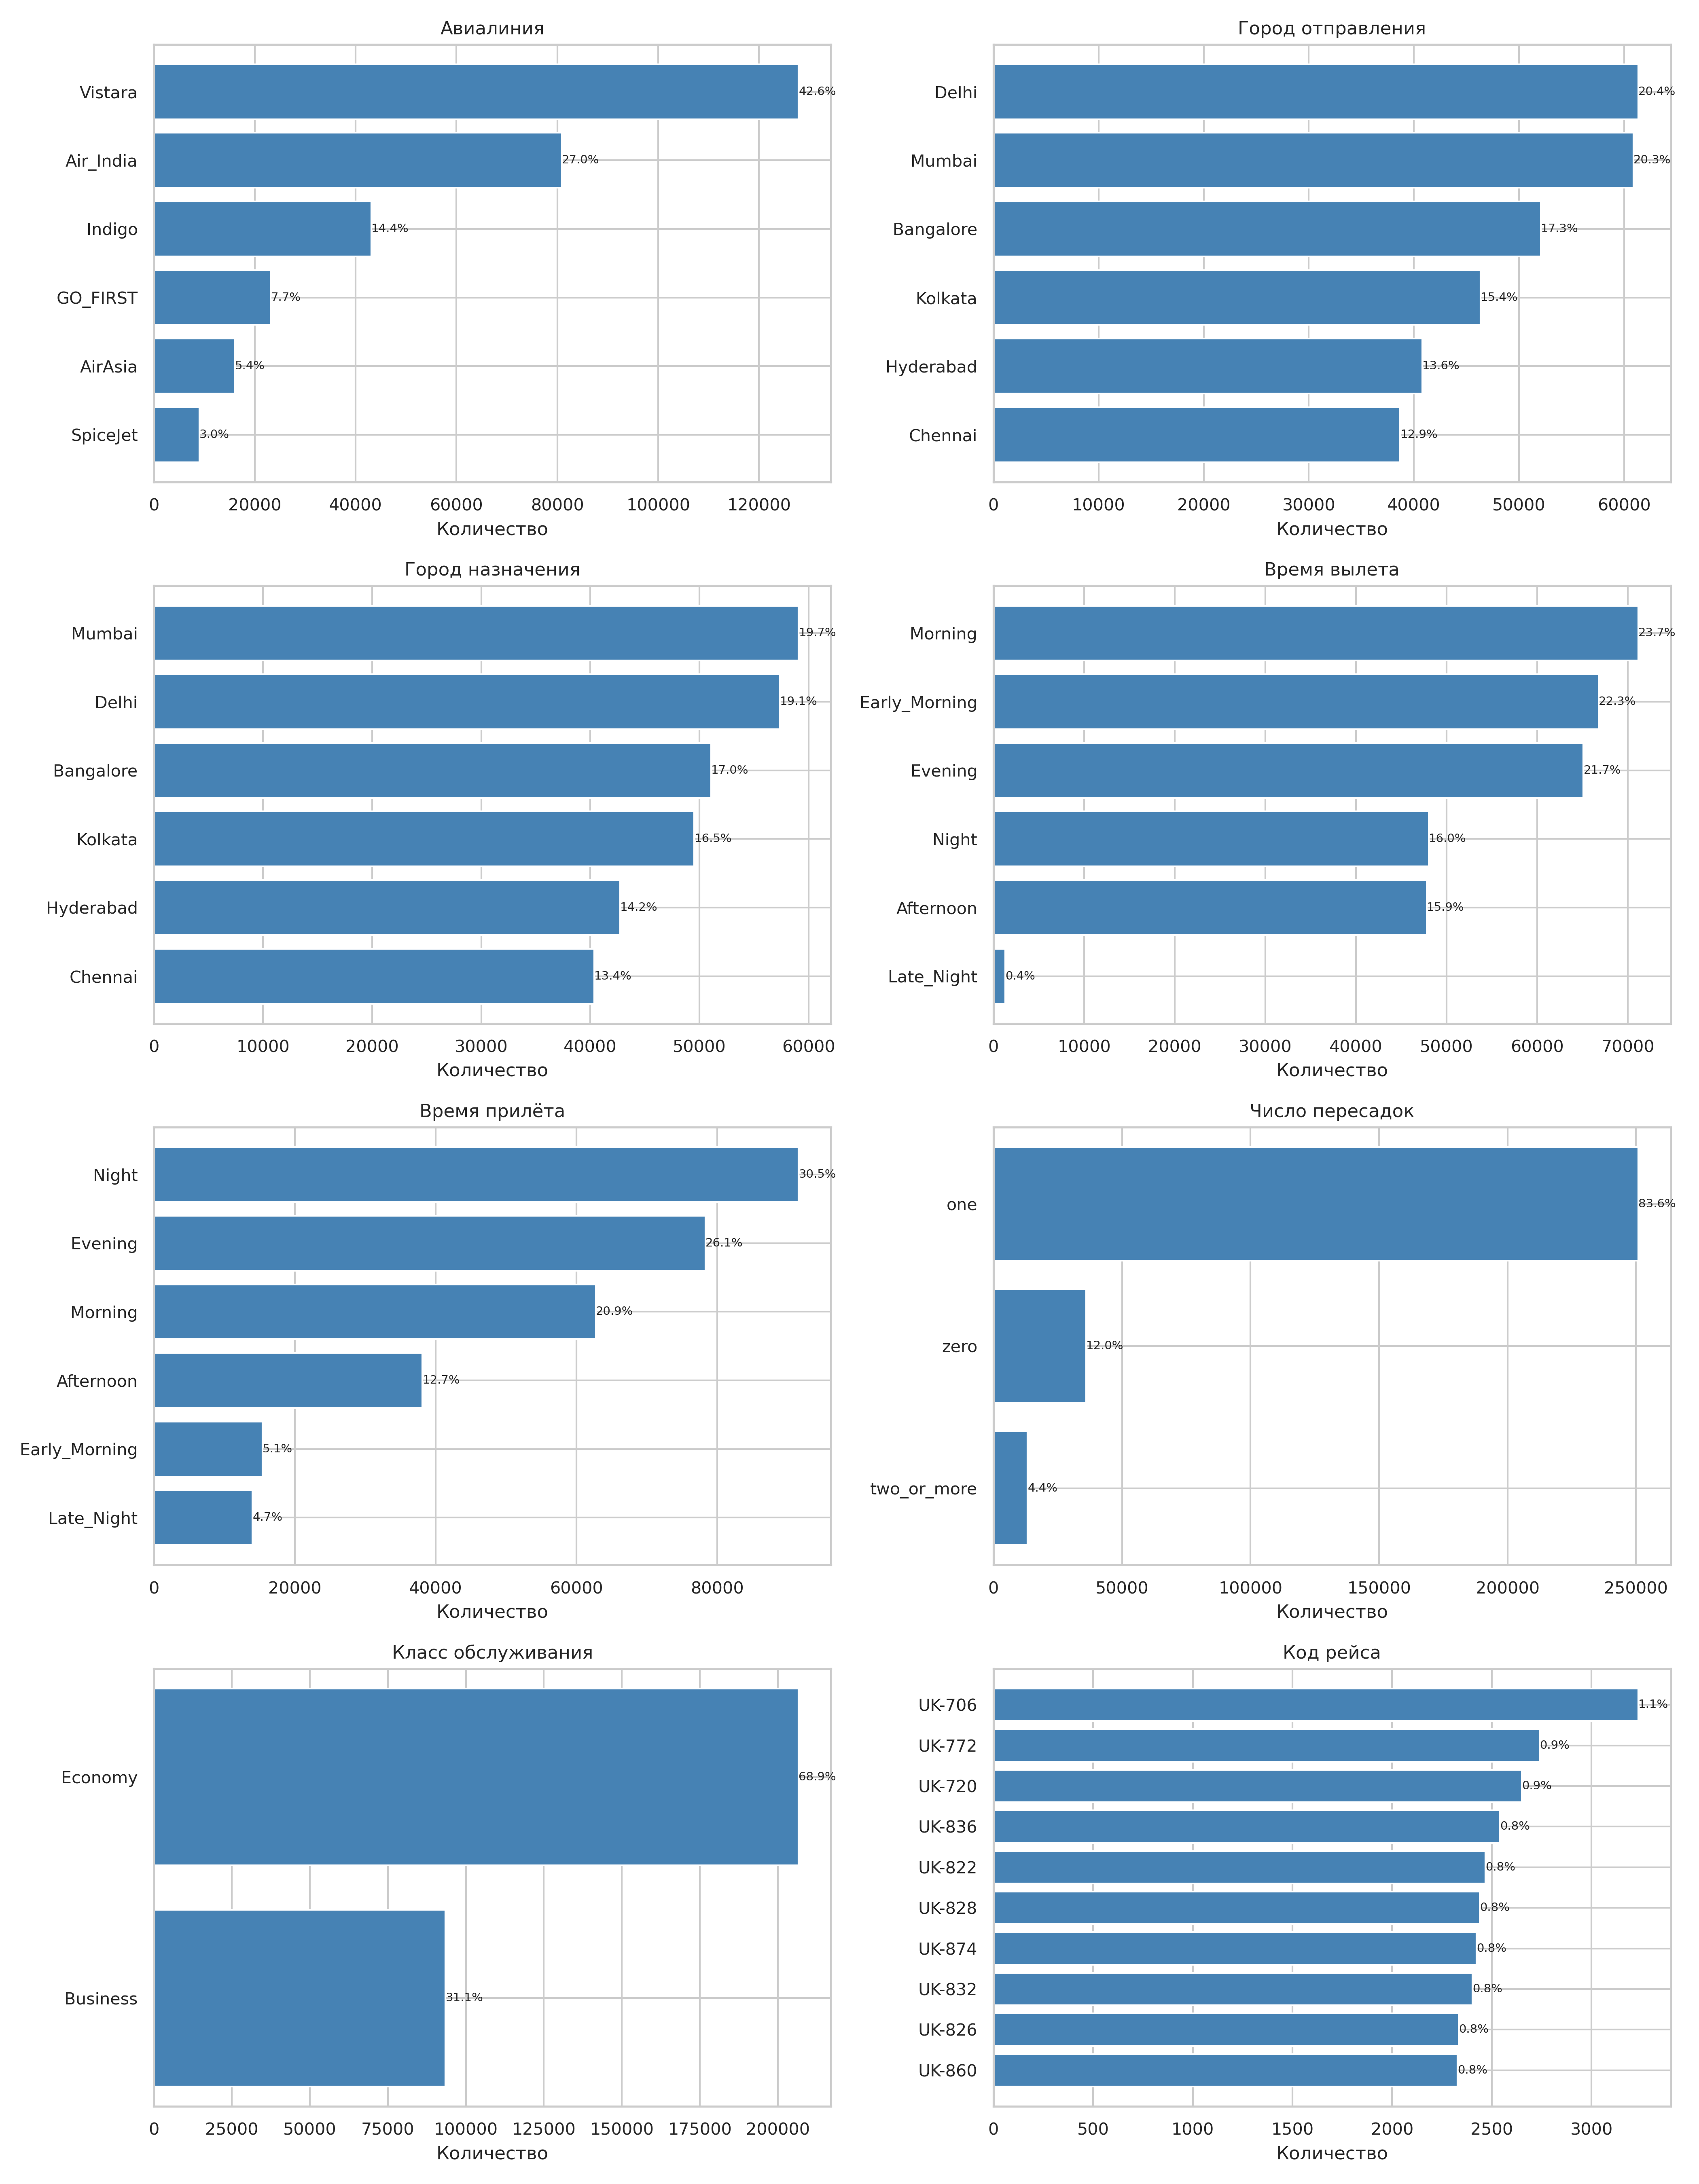 Авиалиния
Vistara 42.6%
Air_India 27.0%
Indigo 14.4%
GO_FIRST 7.7%
AirAsia 5.4%
SpiceJet 3.0%
0 20000 40000 60000 80000 100000 120000
Количество
Город отправления
Delhi 20.4%
Mumbai 20.3%
Bangalore 17.3%
Kolkata 15.4%
Hyderabad 13.6%
Chennai 12.9%
0 10000 20000 30000 40000 50000 60000
Количество
Город назначения
Mumbai 19.7%
Delhi 19.1%
Bangalore 17.0%
Kolkata 16.5%
Hyderabad 14.2%
Chennai 13.4%
0 10000 20000 30000 40000 50000 60000
Количество
Время вылета
Morning 23.7%
Early_Morning 22.3%
Evening 21.7%
Night 16.0%
Afternoon 15.9%
Late_Night 0.4%
0 10000 20000 30000 40000 50000 60000 70000
Количество
Время прилёта
Night 30.5%
Evening 26.1%
Morning 20.9%
Afternoon 12.7%
Early_Morning 5.1%
Late_Night 4.7%
0 20000 40000 60000 80000
Количество
Число пересадок
one 83.6%
zero 12.0%
two_or_more 4.4%
0 50000 100000 150000 200000 250000
Количество
Класс обслуживания
Economy 68.9%
Business 31.1%
0 25000 50000 75000 100000 125000 150000 175000 200000
Количество
Код рейса
UK-706 1.1%
UK-772 0.9%
UK-720 0.9%
UK-836 0.8%
UK-822 0.8%
UK-828 0.8%
UK-874 0.8%
UK-832 0.8%
UK-826 0.8%
UK-860 0.8%
0 500 1000 1500 2000 2500 3000
Количество